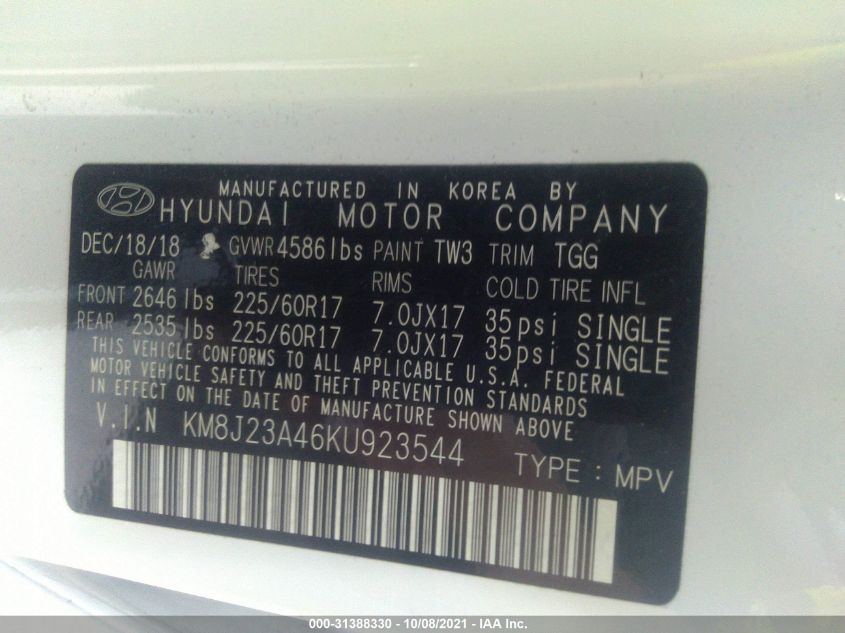 MANUFACTURED IN KOREA BY
HYUNDAI MOTOR COMPANY
DEC/18/18 GVWR 4586 lbs PAINT TW3 TRIM TGG
GAWR TIRES RIMS COLD TIRE INFL
FRONT 2646 lbs 225/60R17 7.0JX17 35psi SINGLE
REAR 2535 lbs 225/60R17 7.0JX17 35psi SINGLE
THIS VEHICLE CONFORMS TO ALL APPLICABLE U.S.A. FEDERAL
MOTOR VEHICLE SAFETY AND THEFT PREVENTION STANDARDS
IN EFFECT ON THE DATE OF MANUFACTURE SHOWN ABOVE.
V.I.N KM8J23A46KU923544 TYPE : MPV
000-31388330 - 10/08/2021 - IAA Inc.